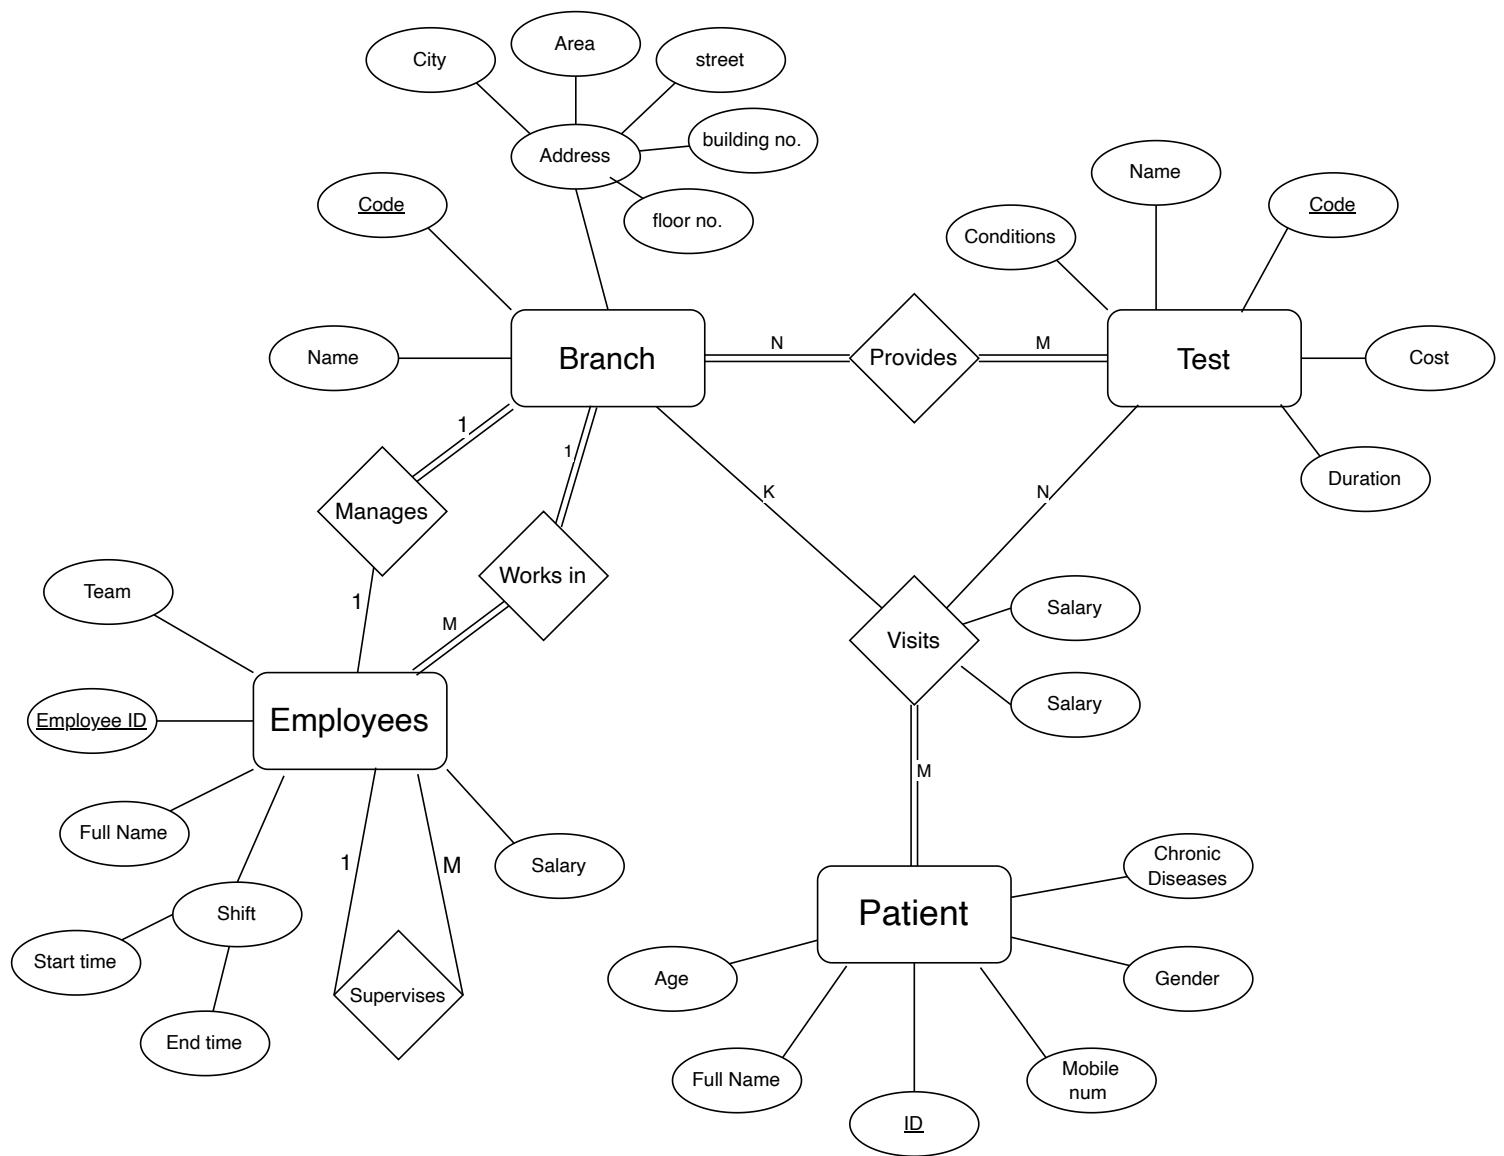 Area
City
street
building no.
Address
Name
Code
Code
floor no.
Conditions
N
M
Branch
Provides
Test
Name
Cost
1
1
Duration
K
N
Manages
Works in
Team
1
Salary
M
Visits
Salary
Employee ID
Employees
M
Full Name
1
M
Salary
Chronic
Diseases
Shift
Patient
Start time
Supervises
Age
Gender
End time
Full Name
Mobile
num
ID